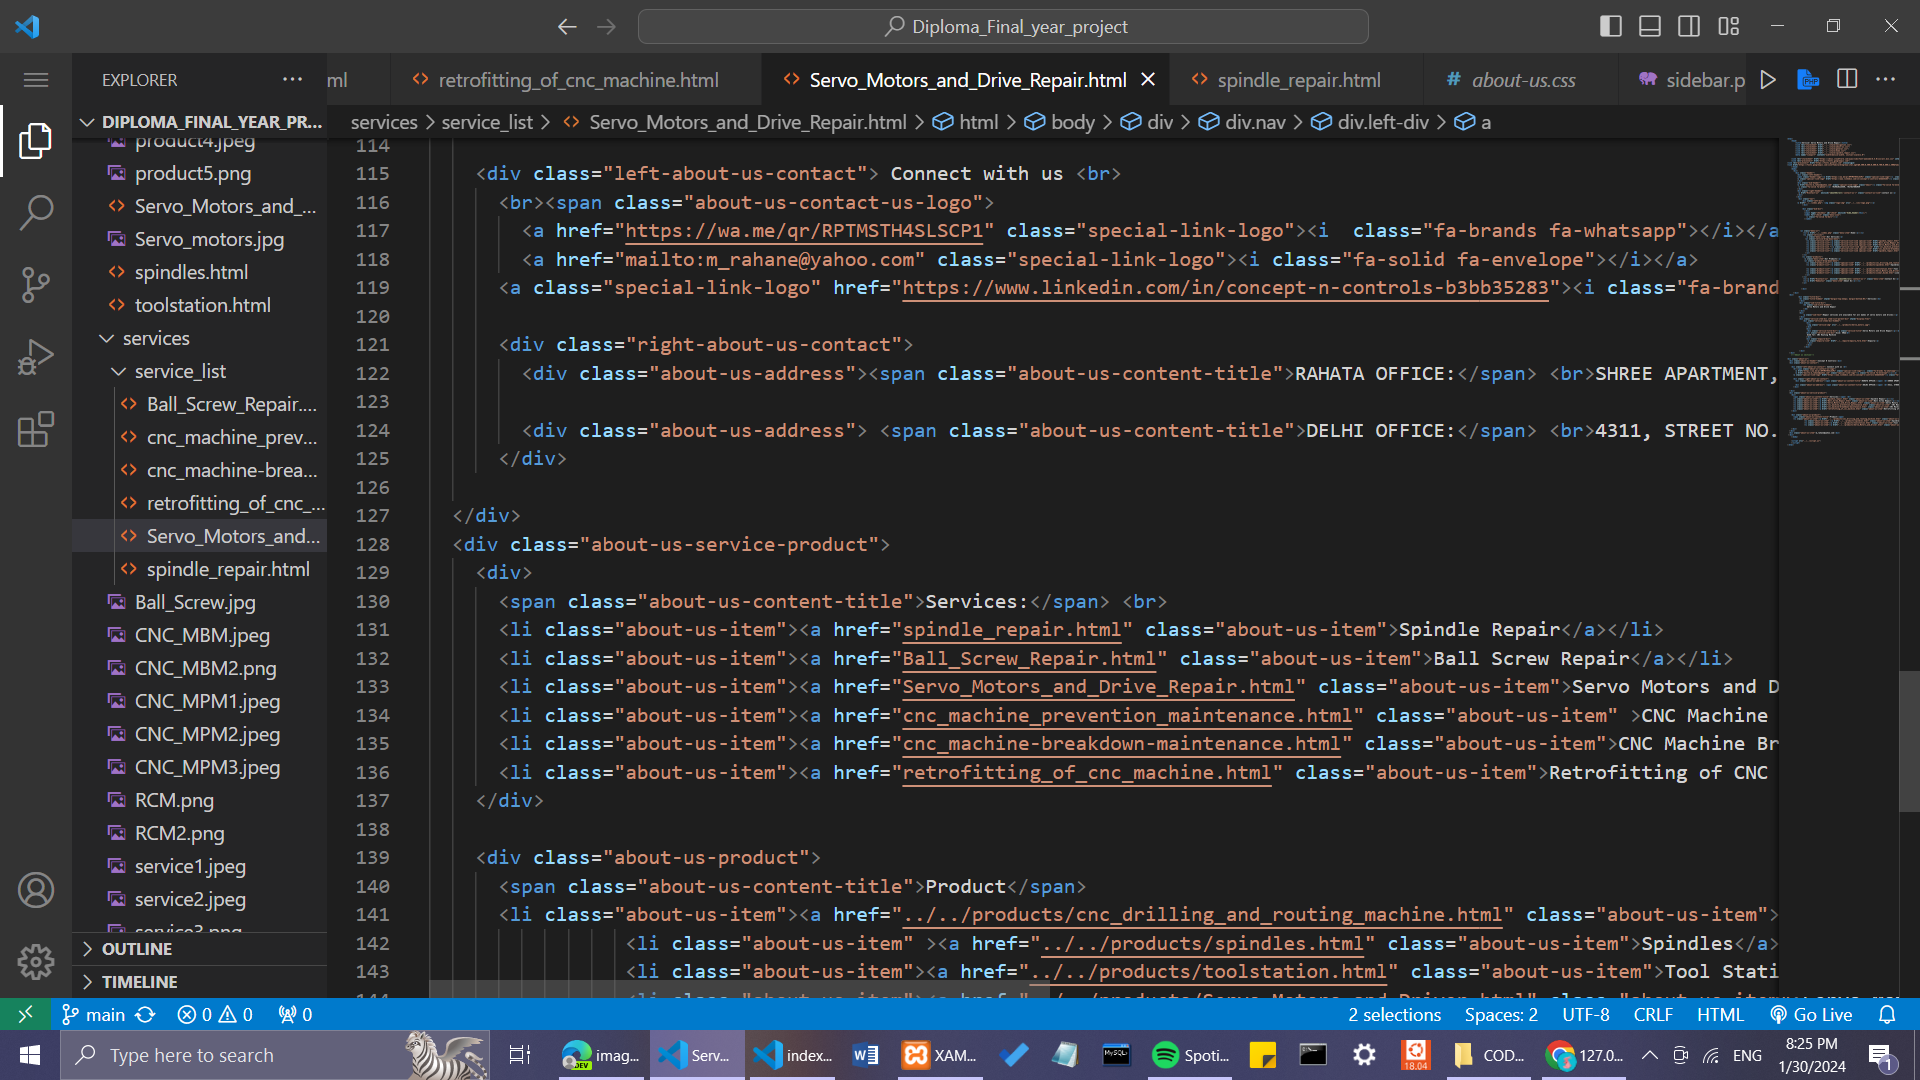 Diploma_Final_year_project
EXPLORER
ml
retrofitting_of_cnc_machine.html
Servo_Motors_and_Drive_Repair.html
spindle_repair.html
# about-us.css
sidebar.p
DIPLOMA_FINAL_YEAR_PR...
services > service_list > Servo_Motors_and_Drive_Repair.html > html > body > div > div.nav > div.left-div > a
product4.jpeg
product5.png
Servo_Motors_and_...
Servo_motors.jpg
spindles.html
toolstation.html
services
service_list
Ball_Screw_Repair....
cnc_machine_prev...
cnc_machine-brea...
retrofitting_of_cnc_...
Servo_Motors_and...
spindle_repair.html
Ball_Screw.jpg
CNC_MBM.jpeg
CNC_MBM2.png
CNC_MPM1.jpeg
CNC_MPM2.jpeg
CNC_MPM3.jpeg
RCM.png
RCM2.png
service1.jpeg
service2.jpeg
service3.png
OUTLINE
TIMELINE
114
115 <div class="left-about-us-contact"> Connect with us <br>
116 <br><span class="about-us-contact-us-logo">
117 <a href="https://wa.me/qr/RPTMSTH4SLSCP1" class="special-link-logo"><i  class="fa-brands fa-whatsapp"></i></a
118 <a href="mailto:m_rahane@yahoo.com" class="special-link-logo"><i class="fa-solid fa-envelope"></i></a>
119 <a class="special-link-logo" href="https://www.linkedin.com/in/concept-n-controls-b3bb35283"><i class="fa-brand
120
121 <div class="right-about-us-contact">
122 <div class="about-us-address"><span class="about-us-content-title">RAHATA OFFICE:</span> <br>SHREE APARTMENT,
123
124 <div class="about-us-address"> <span class="about-us-content-title">DELHI OFFICE:</span> <br>4311, STREET NO.
125 </div>
126
127 </div>
128 <div class="about-us-service-product">
129 <div>
130 <span class="about-us-content-title">Services:</span> <br>
131 <li class="about-us-item"><a href="spindle_repair.html" class="about-us-item">Spindle Repair</a></li>
132 <li class="about-us-item"><a href="Ball_Screw_Repair.html" class="about-us-item">Ball Screw Repair</a></li>
133 <li class="about-us-item"><a href="Servo_Motors_and_Drive_Repair.html" class="about-us-item">Servo Motors and D
134 <li class="about-us-item"><a href="cnc_machine_prevention_maintenance.html" class="about-us-item" >CNC Machine
135 <li class="about-us-item"><a href="cnc_machine-breakdown-maintenance.html" class="about-us-item">CNC Machine Br
136 <li class="about-us-item"><a href="retrofitting_of_cnc_machine.html" class="about-us-item">Retrofitting of CNC
137 </div>
138
139 <div class="about-us-product">
140 <span class="about-us-content-title">Product</span>
141 <li class="about-us-item"><a href="../../products/cnc_drilling_and_routing_machine.html" class="about-us-item">
142 <li class="about-us-item" ><a href="../../products/spindles.html" class="about-us-item">Spindles</a>
143 <li class="about-us-item"><a href="../../products/toolstation.html" class="about-us-item">Tool Stati
main
0 0
0
2 selections
Spaces: 2
UTF-8
CRLF
HTML
Go Live
Type here to search
imag...
Serv...
index...
XAM...
Spoti...
COD...
127.0...
ENG
8:25 PM
1/30/2024
1